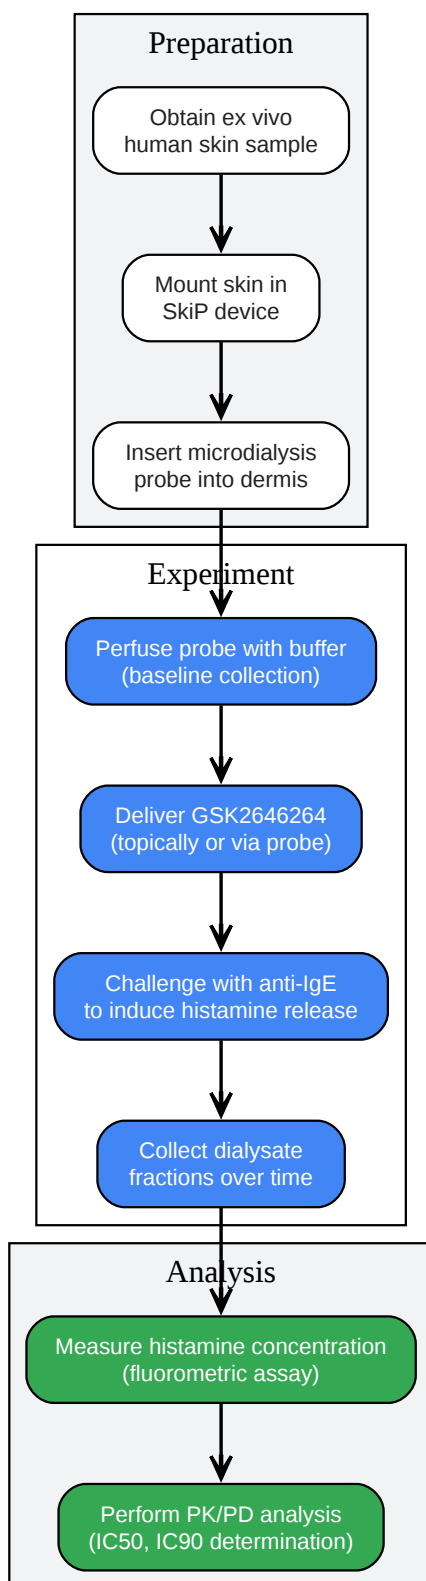 Preparation
Obtain ex vivo
human skin sample
Mount skin in
SkiP device
Insert microdialysis
probe into dermis
Experiment
Perfuse probe with buffer
(baseline collection)
Deliver GSK2646264
(topically or via probe)
Challenge with anti-IgE
to induce histamine release
Collect dialysate
fractions over time
Analysis
Measure histamine concentration
(fluorometric assay)
Perform PK/PD analysis
(IC50, IC90 determination)